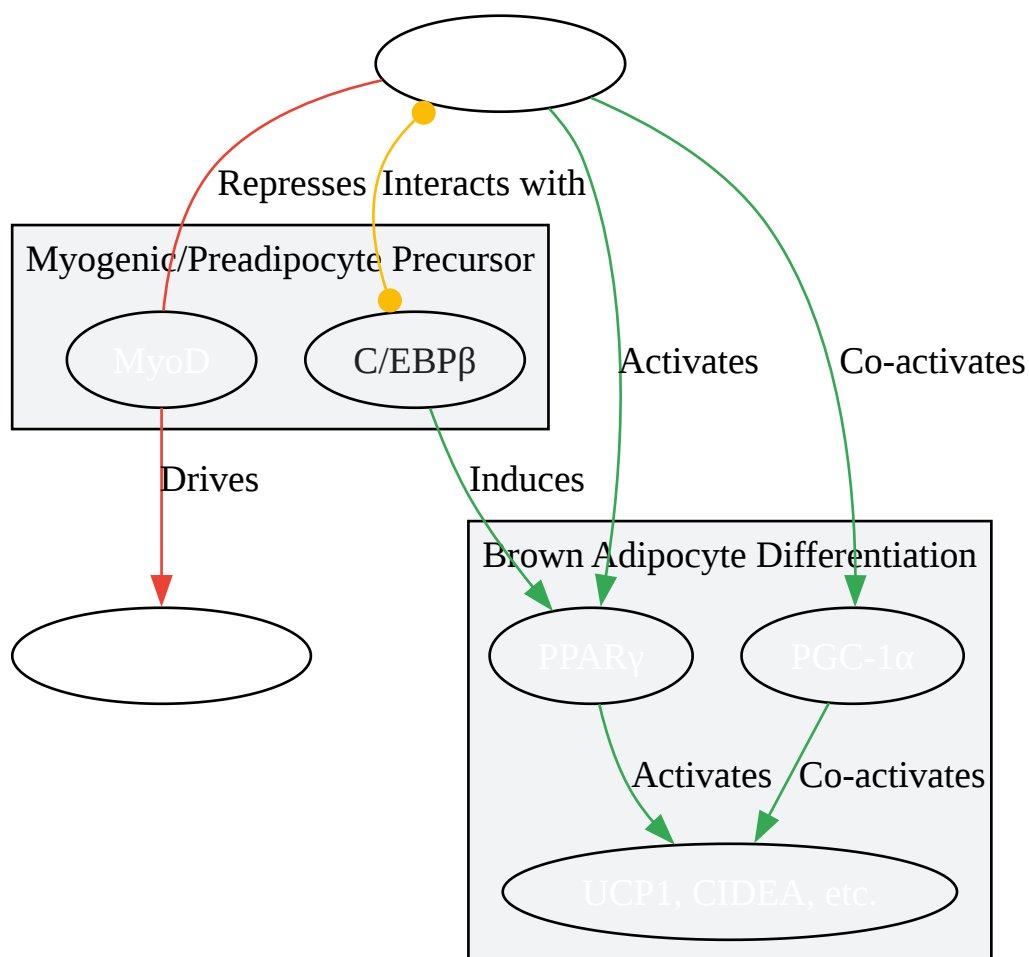 Represses
Interacts with
Myogenic/Preadipocyte Precursor
MyoD
C/EBPβ
Activates
Co-activates
Drives
Induces
Brown Adipocyte Differentiation
PPARγ
PGC-1α
Activates
Co-activates
UCP1, CIDEA, etc.